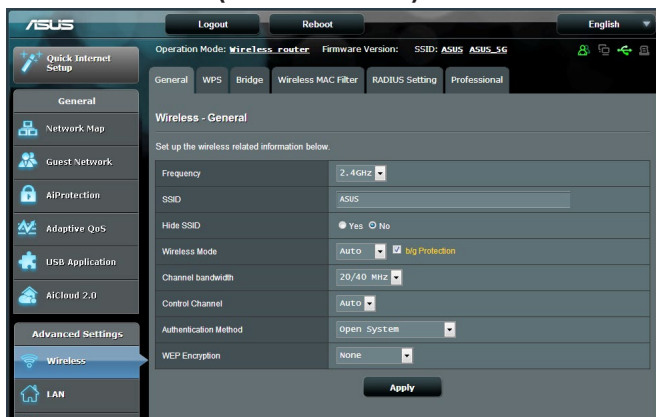 ASUS
Logout
Reboot
English
Quick Internet Setup
Operation Mode: Wireless router Firmware Version: SSID: ASUS ASUS_5G
General WPS Bridge Wireless MAC Filter RADIUS Setting Professional
General
Network Map
Guest Network
AiProtection
Adaptive QoS
USB Application
AiCloud 2.0
Advanced Settings
Wireless
LAN
Wireless - General
Set up the wireless related information below.
Frequency 2.4GHz
SSID ASUS
Hide SSID Yes No
Wireless Mode Auto b/g Protection
Channel bandwidth 20/40 MHz
Control Channel Auto
Authentication Method Open System
WEP Encryption None
Apply